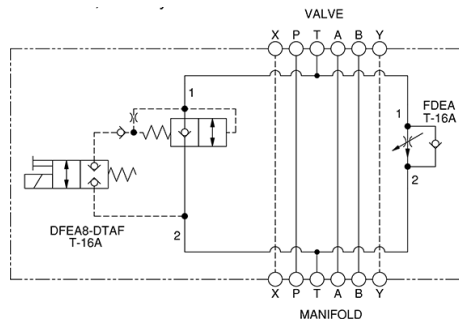 VALVE
X P T A B Y
1
1
FDEA
T-16A
2
DFEA8-DTAF
T-16A
2
X P T A B Y
MANIFOLD